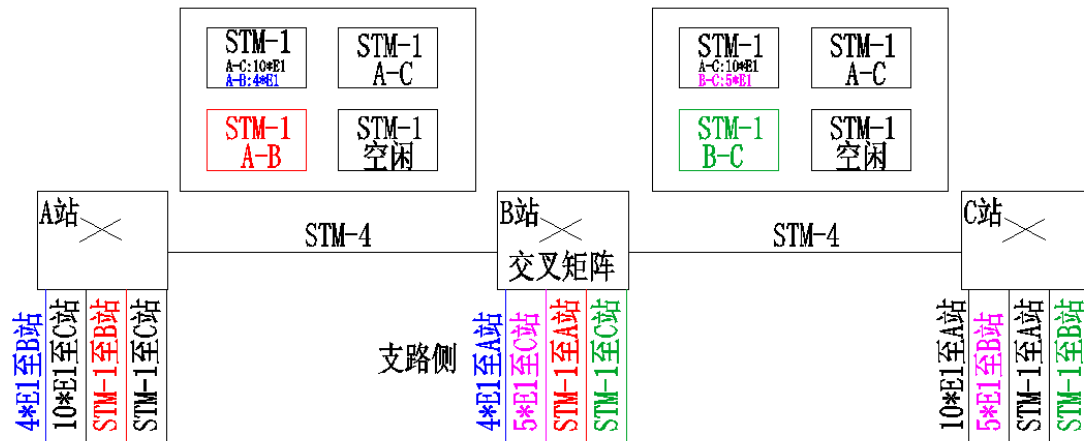 STM-1
A-C:10*E1
A-B:4*E1
STM-1
A-C
STM-1
A-B
STM-1
空闲
STM-1
A-C:10*E1
B-C:5*E1
STM-1
A-C
STM-1
B-C
STM-1
空闲
A站
STM-4
B站
交叉矩阵
STM-4
C站
4*E1至B站
10*E1至C站
STM-1至B站
STM-1至C站
支路侧
4*E1至A站
5*E1至C站
STM-1至A站
STM-1至C站
10*E1至A站
5*E1至B站
STM-1至A站
STM-1至B站